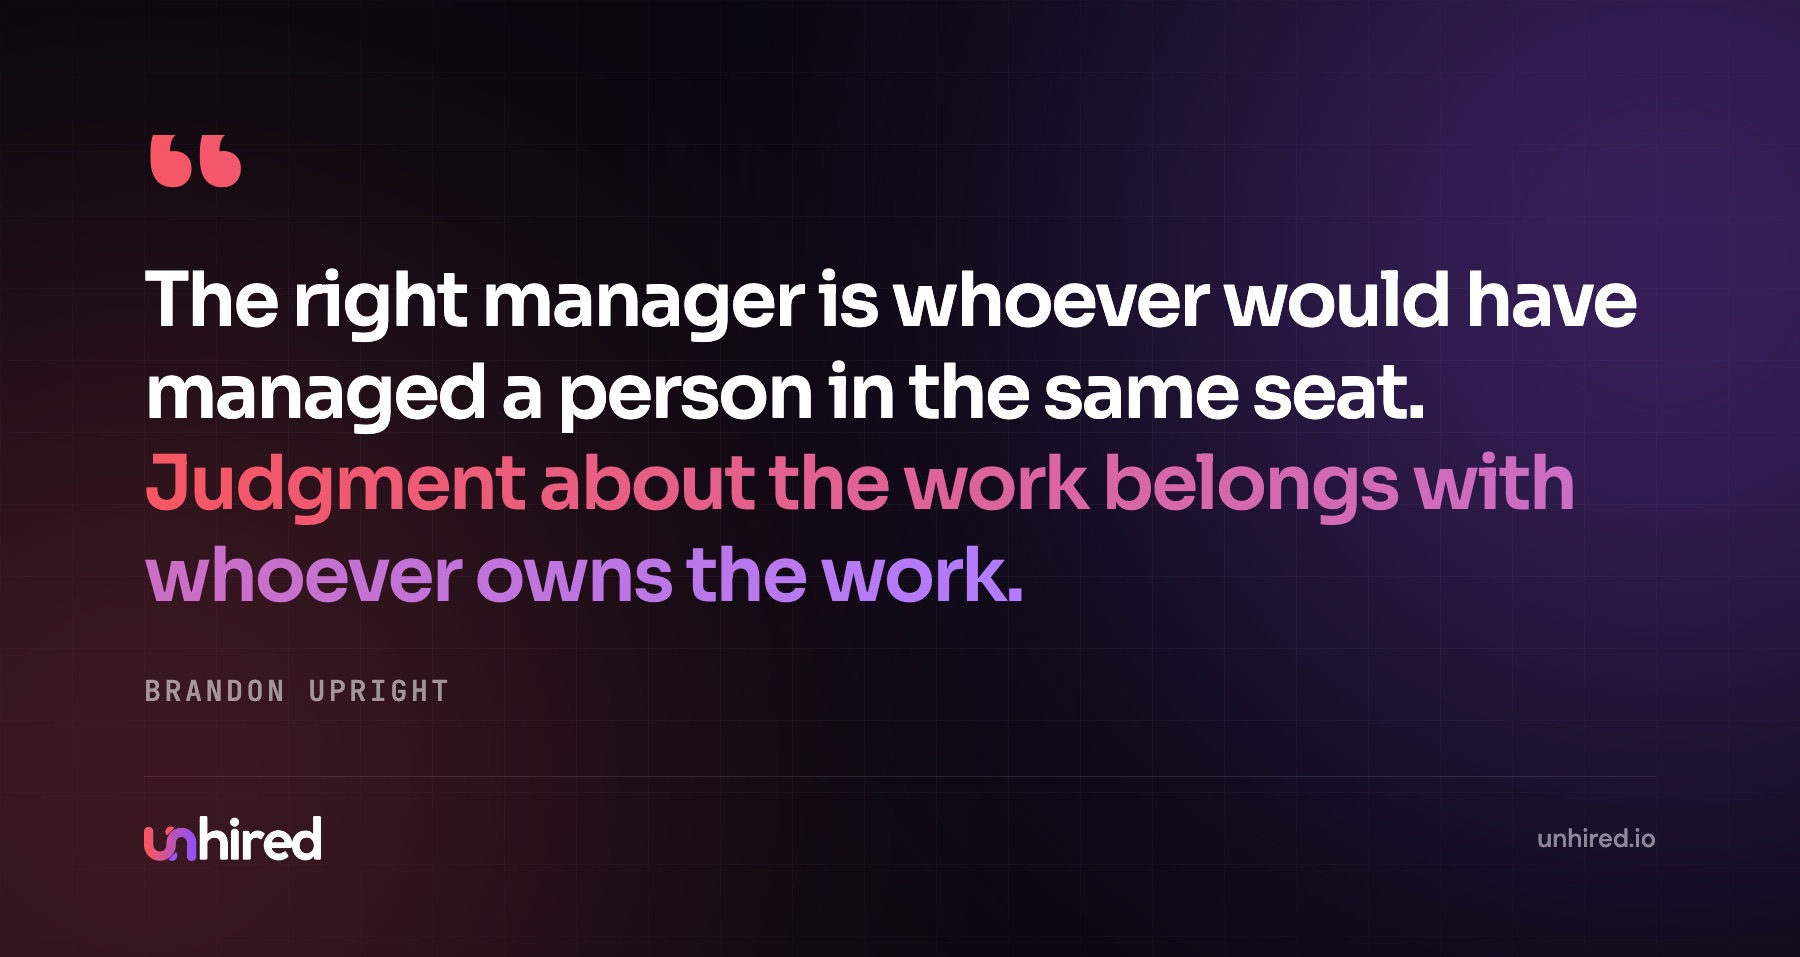 “
The right manager is whoever would have
managed a person in the same seat.
Judgment about the work belongs with
whoever owns the work.
BRANDON UPRIGHT
unhired
unhired.io